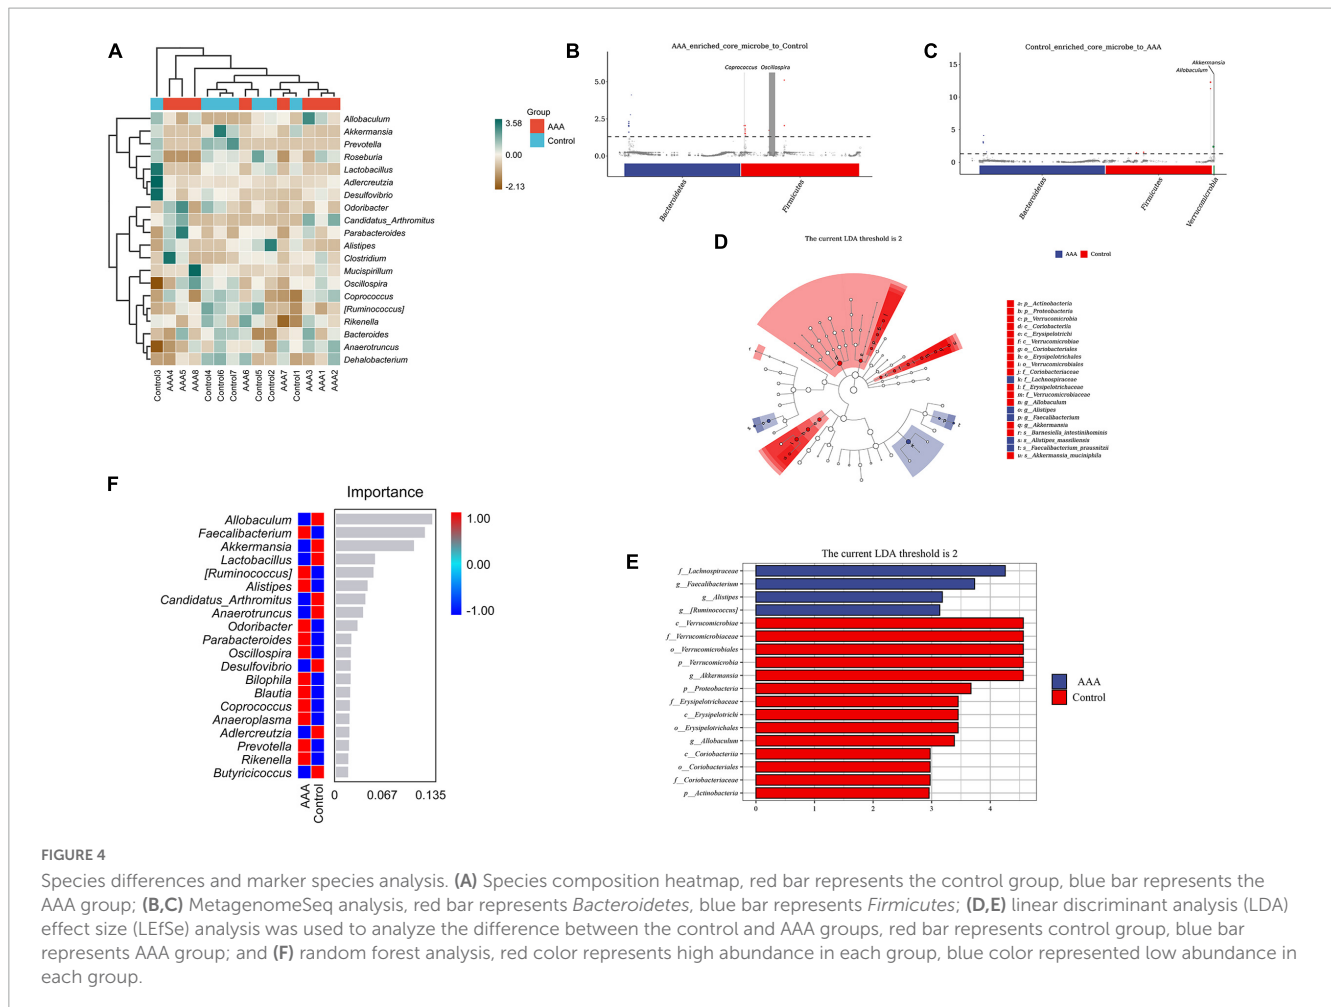 A
Group
AAA
Control
3.58
0.00
-2.13
Allobaculum
Akkermansia
Prevotella
Roseburia
Lactobacillus
Adlercreutzia
Desulfovibrio
Odoribacter
Candidatus_Arthromitus
Parabacteroides
Alistipes
Clostridium
Mucispirillum
Oscillospira
Coprococcus
[Ruminococcus]
Rikenella
Bacteroides
Anaerotruncus
Dehalobacterium
Control3
AAA4
AAA5
AAA8
Control4
Control6
Control7
AAA6
Control5
Control2
AAA7
Control1
AAA3
AAA1
AAA2
B
AAA_enriched_core_microbe_to_Control
Coprococcus
Oscillospira
5.0
2.5
0.0
Bacteroidetes
Firmicutes
C
Control_enriched_core_microbe_to_AAA
Akkermansia
Allobaculum
15
10
5
0
Bacteroidetes
Firmicutes
Verrucomicrobia
D
The current LDA threshold is 2
AAA
Control
a: p__Actinobacteria
b: p__Proteobacteria
c: p__Verrucomicrobia
d: c__Coriobacteriia
e: c__Erysipelotrichi
f: c__Verrucomicrobiae
g: o__Coriobacteriales
h: o__Erysipelotrichales
i: o__Verrucomicrobiales
j: f__Coriobacteriaceae
k: f__Lachnospiraceae
l: f__Erysipelotrichaceae
m: f__Verrucomicrobiaceae
n: g__Allobaculum
o: g__Alistipes
p: g__Faecalibacterium
q: g__Akkermansia
r: s__Barnesiella_intestinihominis
s: s__Alistipes_massiliensis
t: s__Faecalibacterium_prausnitzii
u: s__Akkermansia_muciniphila
F
Importance
Allobaculum
Faecalibacterium
Akkermansia
Lactobacillus
[Ruminococcus]
Alistipes
Candidatus_Arthromitus
Anaerotruncus
Odoribacter
Parabacteroides
Oscillospira
Desulfovibrio
Bilophila
Blautia
Coprococcus
Anaeroplasma
Adlercreutzia
Prevotella
Rikenella
Butyricicoccus
AAA
Control
0
0.067
0.135
1.00
0.00
-1.00
E
The current LDA threshold is 2
f__Lachnospiraceae
g__Faecalibacterium
g__Alistipes
g__[Ruminococcus]
c__Verrucomicrobiae
f__Verrucomicrobiaceae
o__Verrucomicrobiales
p__Verrucomicrobia
g__Akkermansia
p__Proteobacteria
f__Erysipelotrichaceae
c__Erysipelotrichi
o__Erysipelotrichales
g__Allobaculum
c__Coriobacteriia
o__Coriobacteriales
f__Coriobacteriaceae
p__Actinobacteria
0
1
2
3
4
AAA
Control
FIGURE 4
Species differences and marker species analysis. (A) Species composition heatmap, red bar represents the control group, blue bar represents the
AAA group; (B,C) MetagenomeSeq analysis, red bar represents Bacteroidetes, blue bar represents Firmicutes; (D,E) linear discriminant analysis (LDA)
effect size (LEfSe) analysis was used to analyze the difference between the control and AAA groups, red bar represents control group, blue bar
represents AAA group; and (F) random forest analysis, red color represents high abundance in each group, blue color represented low abundance in
each group.